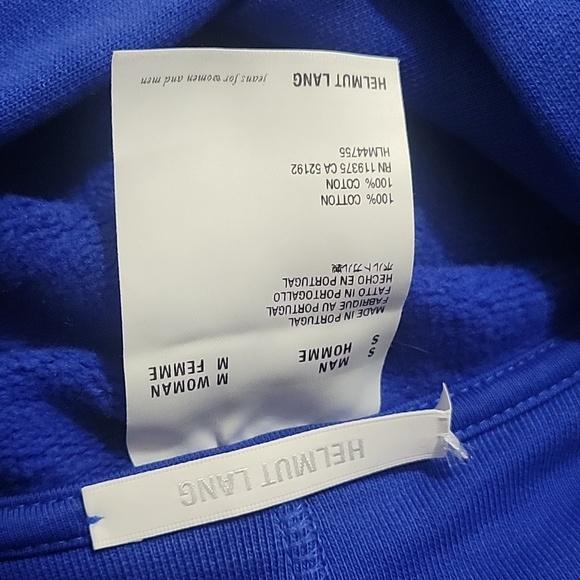 HELMUT LANG
MAN S WOMAN M
HOMME S FEMME M
MADE IN PORTUGAL
FABRIQUE AU PORTUGAL
FATTO IN PORTOGALLO
HECHO EN PORTUGAL
ポルトガル製
100% COTTON
100% COTON
RN 119375 CA 52192
HLM44755
HELMUT LANG jeans for women and men